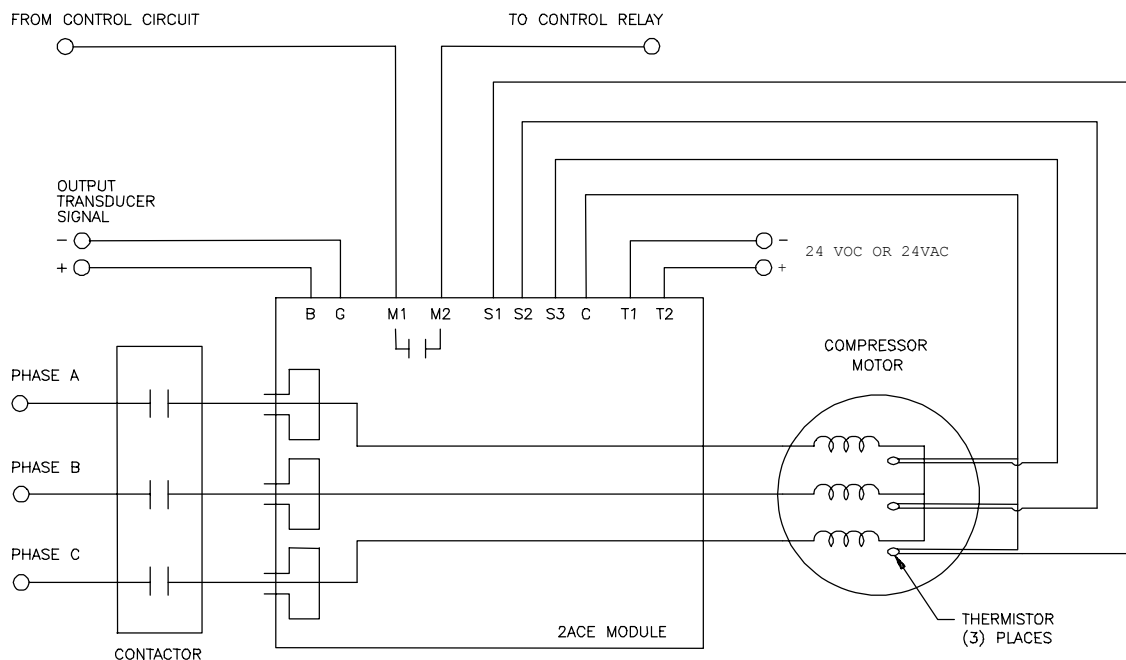 FROM CONTROL CIRCUIT
TO CONTROL RELAY
OUTPUT
TRANSDUCER
SIGNAL
-
+
-
+
24 VOC OR 24VAC
B G M1 M2 S1 S2 S3 C T1 T2
COMPRESSOR
MOTOR
PHASE A
PHASE B
PHASE C
THERMISTOR
(3) PLACES
2ACE MODULE
CONTACTOR